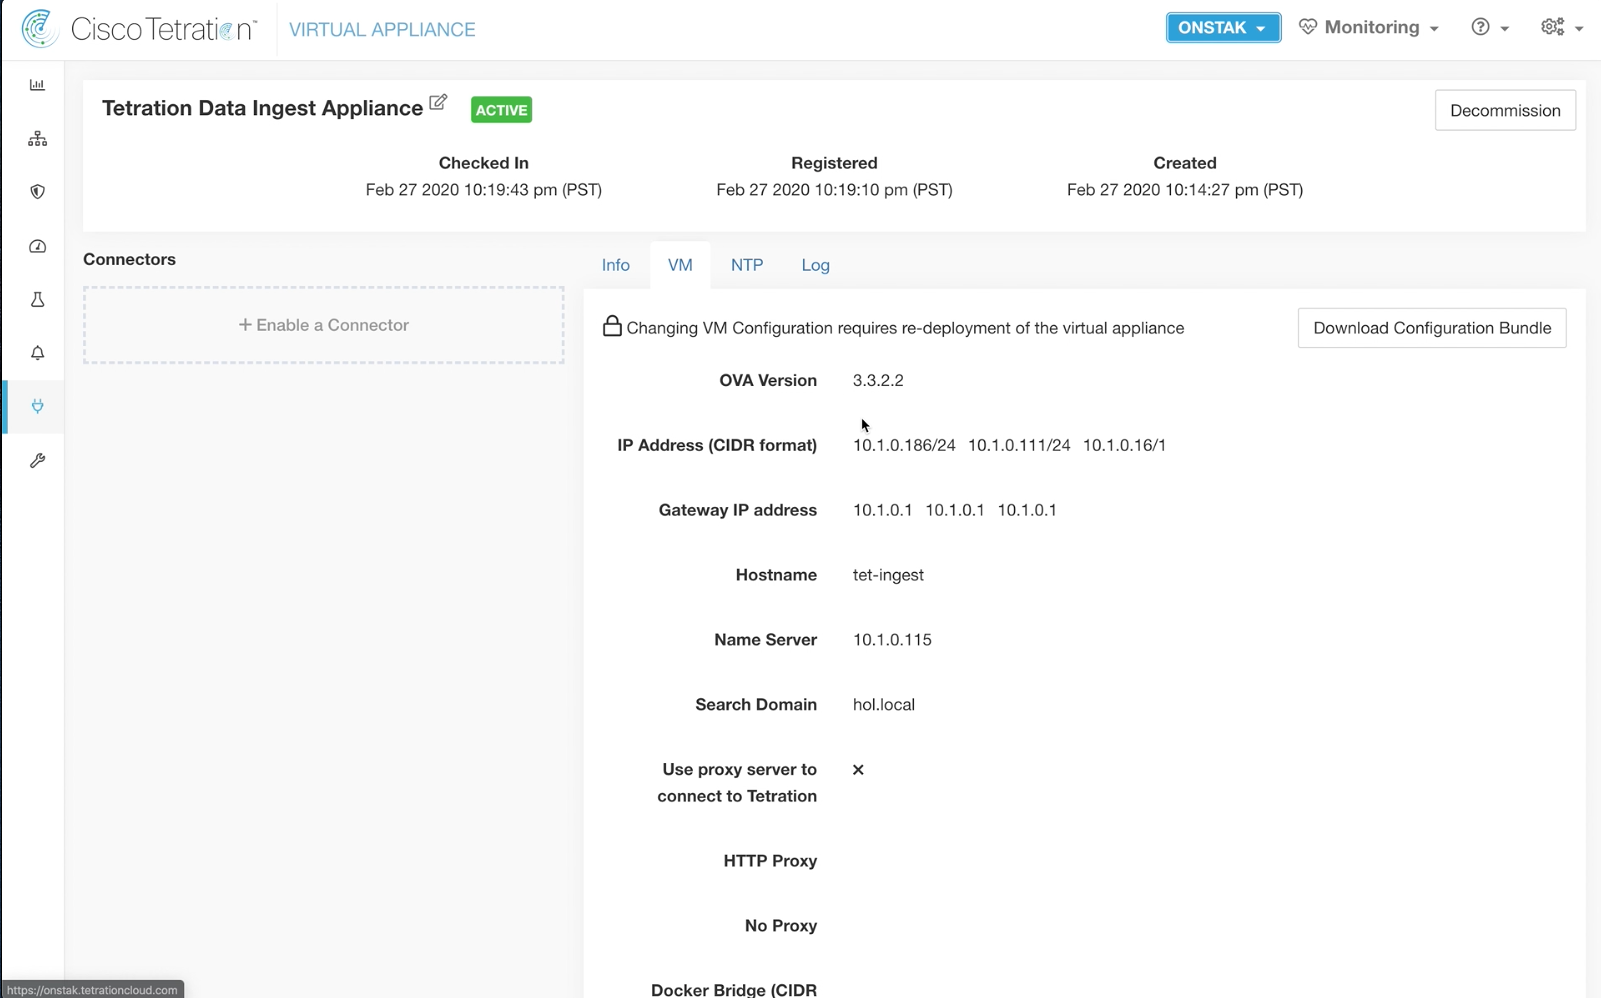 Cisco Tetration™
VIRTUAL APPLIANCE
ONSTAK
Monitoring
Tetration Data Ingest Appliance
ACTIVE
Decommission
Checked In
Registered
Created
Feb 27 2020 10:19:43 pm (PST)
Feb 27 2020 10:19:10 pm (PST)
Feb 27 2020 10:14:27 pm (PST)
Connectors
+ Enable a Connector
Info
VM
NTP
Log
Changing VM Configuration requires re-deployment of the virtual appliance
Download Configuration Bundle
OVA Version 3.3.2.2
IP Address (CIDR format) 10.1.0.186/24 10.1.0.111/24 10.1.0.16/1
Gateway IP address 10.1.0.1 10.1.0.1 10.1.0.1
Hostname tet-ingest
Name Server 10.1.0.115
Search Domain hol.local
Use proxy server to
connect to Tetration
HTTP Proxy
No Proxy
Docker Bridge (CIDR
https://onstak.tetrationcloud.com